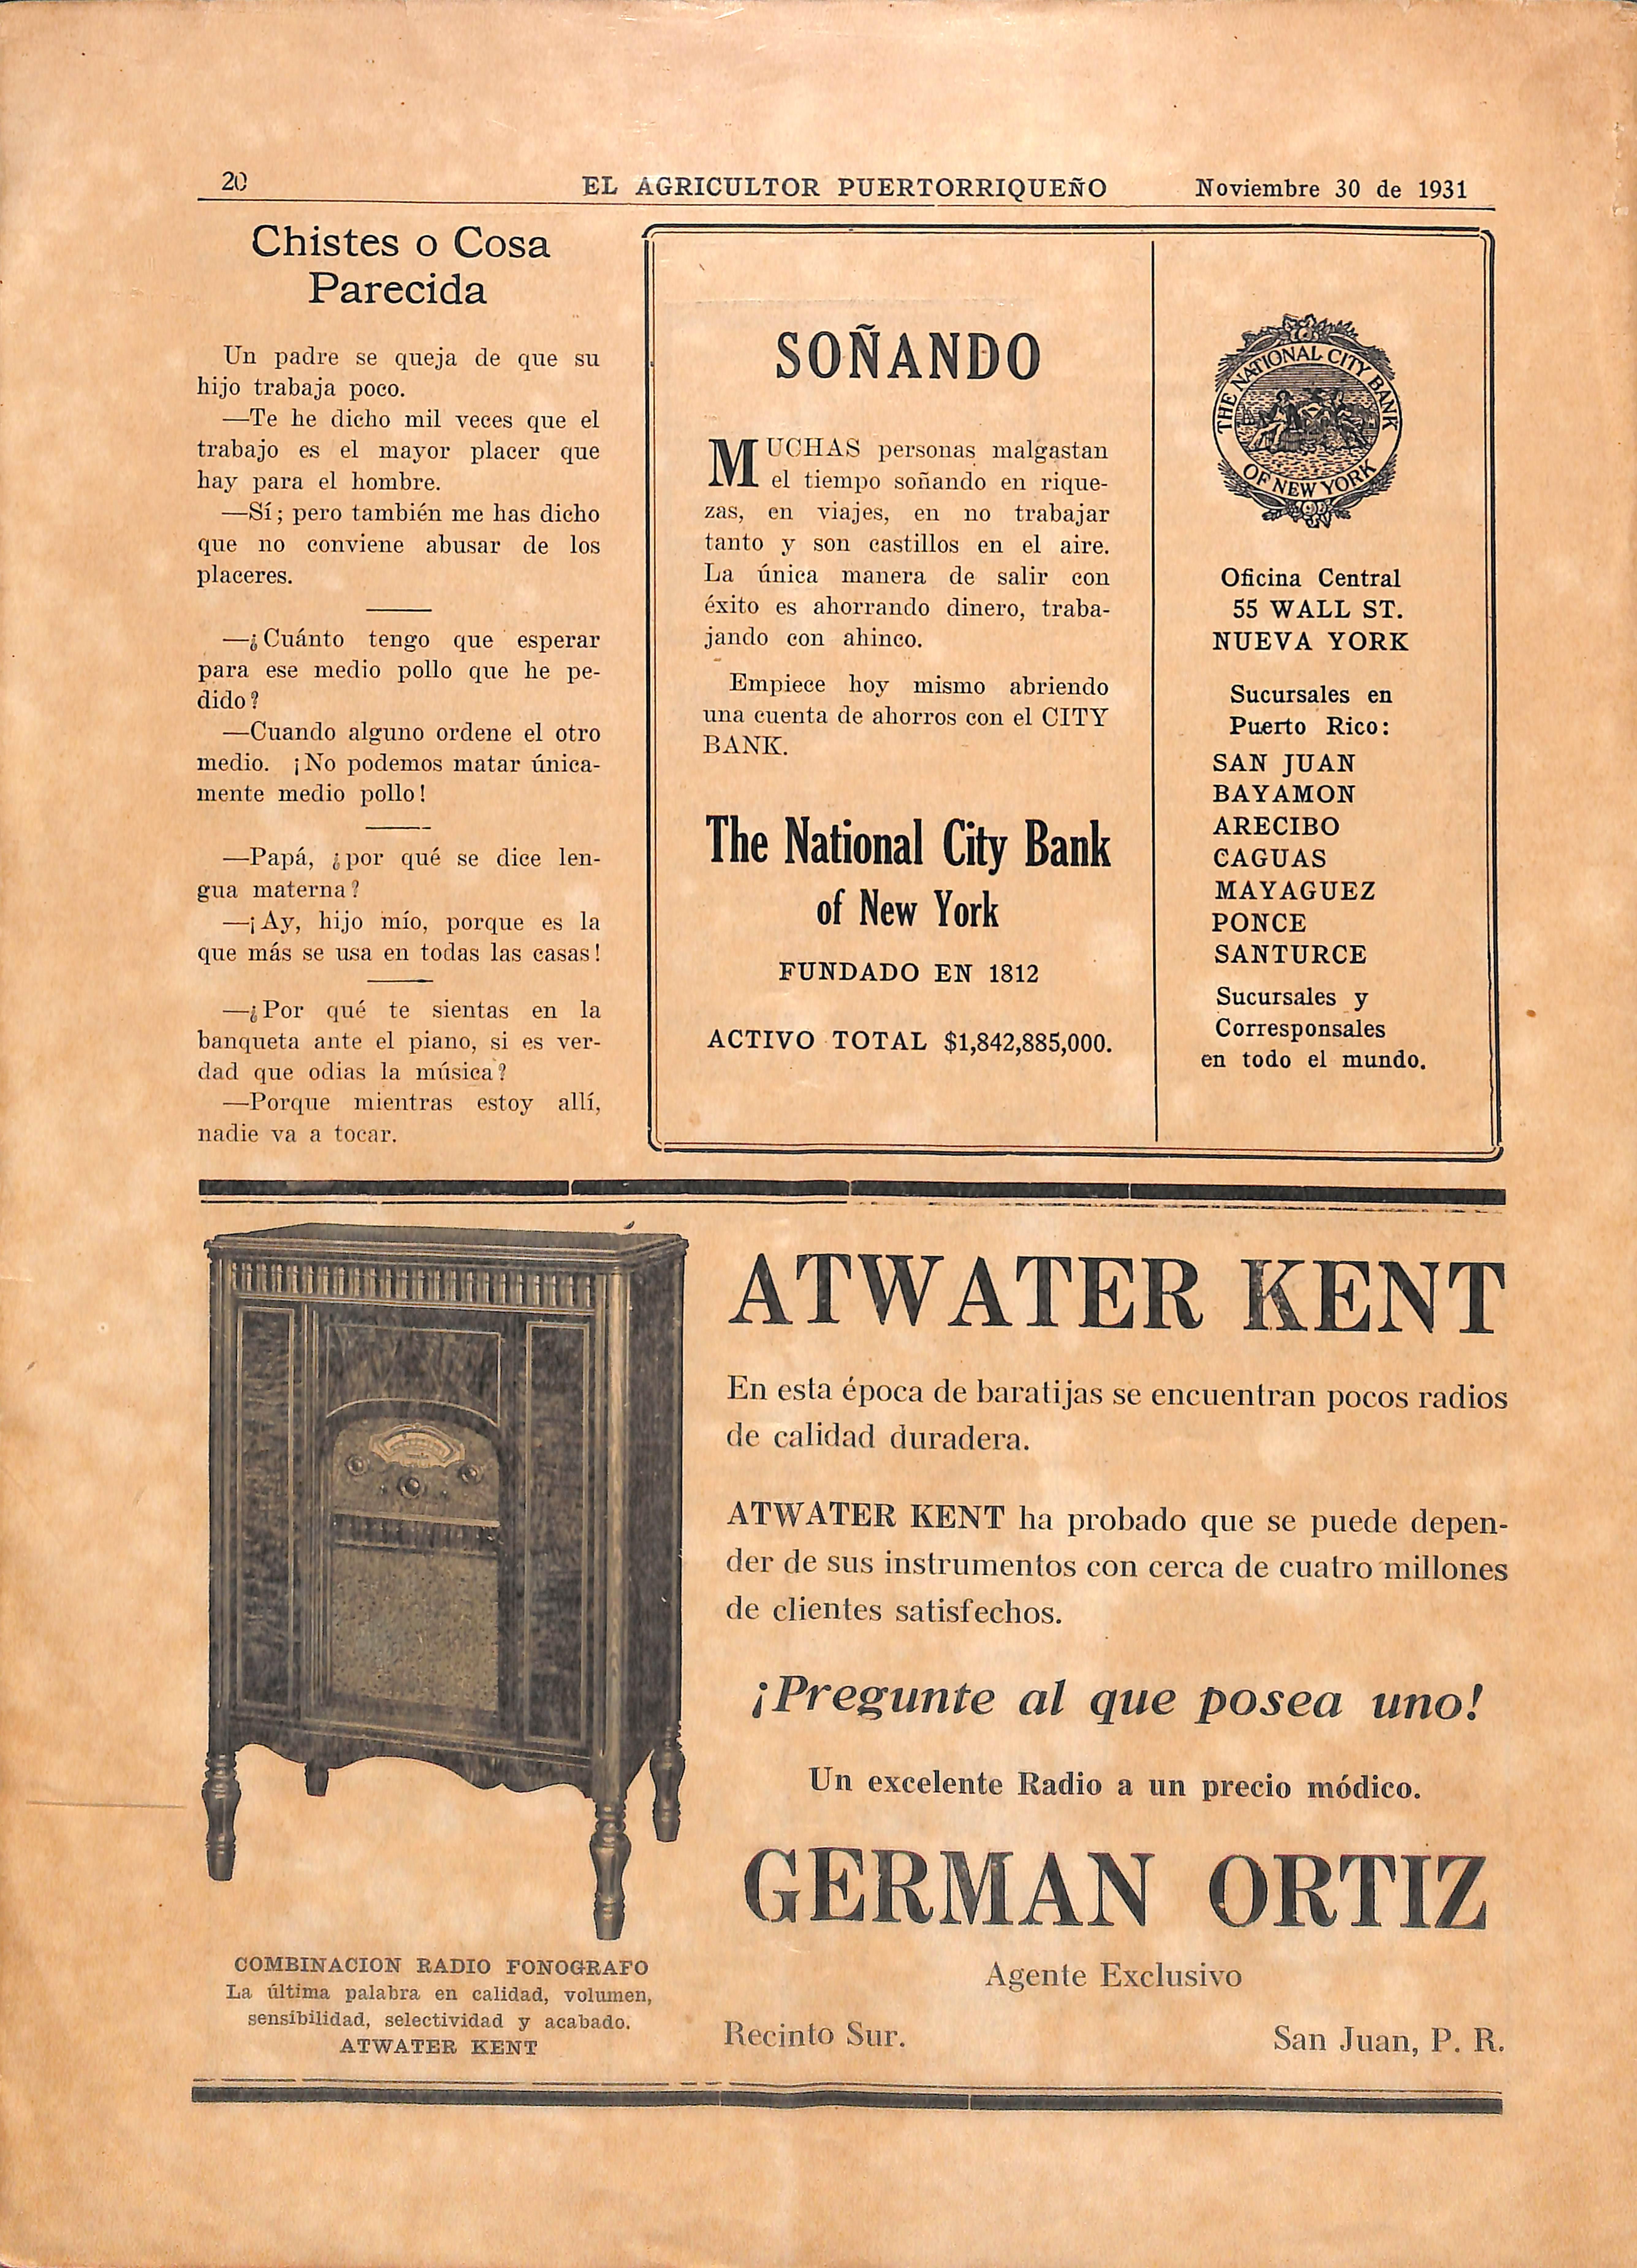 20
EL AGRICULTOR PUERTORRIQUEÑO
Noviembre 30 de 1931
Chistes o Cosa
Parecida
Un padre se queja de que su
hijo trabaja poco.
—Te he dicho mil veces que el
trabajo es el mayor placer que
hay para el hombre.
—Sí; pero también me has dicho
que no conviene abusar de los
placeres.
—¿Cuánto tengo que esperar
para ese medio pollo que he pe-
dido?
—Cuando alguno ordene el otro
medio. ¡No podemos matar única-
mente medio pollo!
—Papá, ¿por qué se dice len-
gua materna?
—¡Ay, hijo mío, porque es la
que más se usa en todas las casas!
—¿Por qué te sientas en la
banqueta ante el piano, si es ver-
dad que odias la música?
—Porque mientras estoy allí,
nadie va a tocar.
SOÑANDO
MUCHAS personas malgastan
el tiempo soñando en rique-
zas, en viajes, en no trabajar
tanto y son castillos en el aire.
La única manera de salir con
éxito es ahorrando dinero, traba-
jando con ahinco.
Empiece hoy mismo abriendo
una cuenta de ahorros con el CITY
BANK.
The National City Bank
of New York
FUNDADO EN 1812
ACTIVO TOTAL $1,842,885,000.
THE NATIONAL CITY BANK
OF NEW YORK
Oficina Central
55 WALL ST.
NUEVA YORK
Sucursales en
Puerto Rico:
SAN JUAN
BAYAMON
ARECIBO
CAGUAS
MAYAGUEZ
PONCE
SANTURCE
Sucursales y
Corresponsales
en todo el mundo.
ATWATER KENT
En esta época de baratijas se encuentran pocos radios
de calidad duradera.
ATWATER KENT ha probado que se puede depen-
der de sus instrumentos con cerca de cuatro millones
de clientes satisfechos.
¡Pregunte al que posea uno!
Un excelente Radio a un precio módico.
GERMAN ORTIZ
Agente Exclusivo
Recinto Sur.
San Juan, P. R.
COMBINACION RADIO FONOGRAFO
La última palabra en calidad, volumen,
sensibilidad, selectividad y acabado.
ATWATER KENT